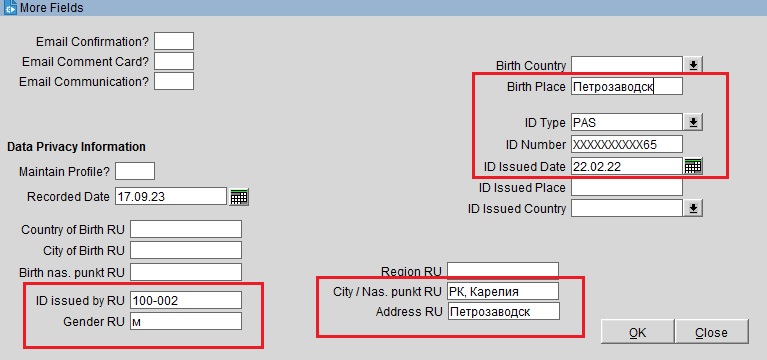 More Fields
Email Confirmation?
Email Comment Card?
Email Communication?
Birth Country
Birth Place Петрозаводск
ID Type PAS
ID Number XXXXXXXXXX65
ID Issued Date 22.02.22
ID Issued Place
ID Issued Country
Data Privacy Information
Maintain Profile?
Recorded Date 17.09.23
Country of Birth RU
City of Birth RU
Birth nas. punkt RU
ID issued by RU 100-002
Gender RU м
Region RU
City / Nas. punkt RU РК, Карелия
Address RU Петрозаводск
OK Close